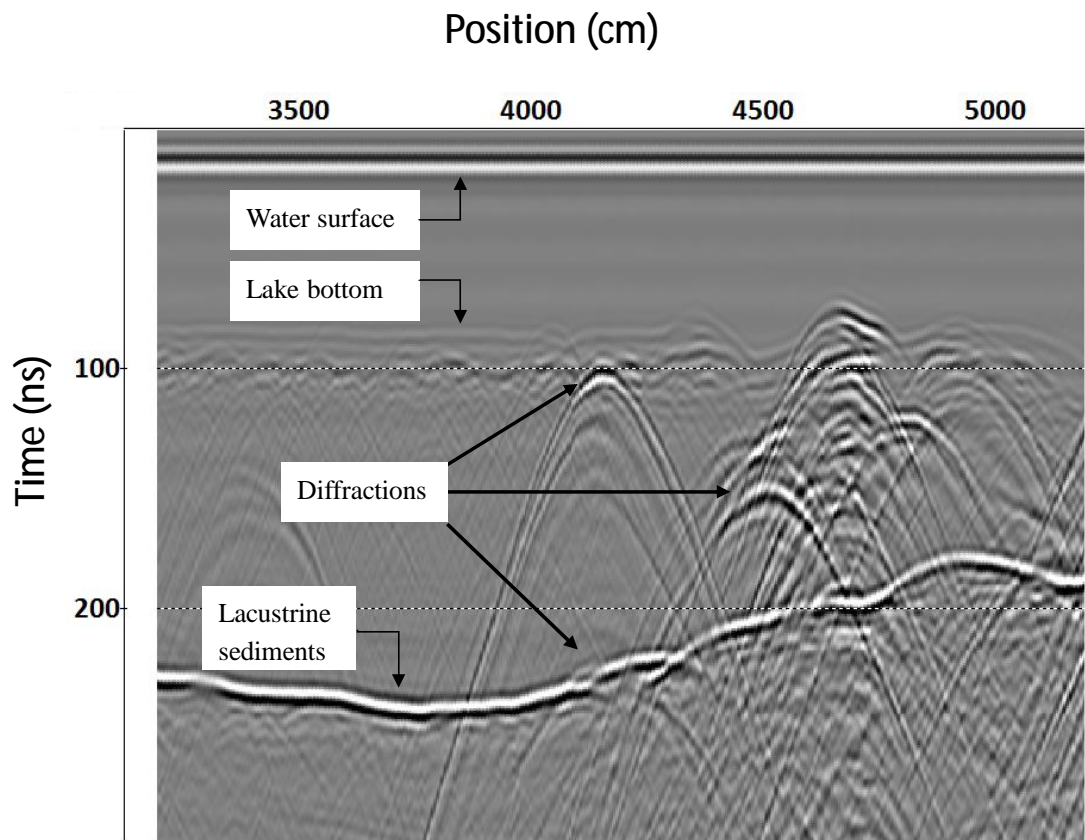 Position (cm)
3500 4000 4500 5000
Water surface
Lake bottom
100
Time (ns)
Diffractions
200
Lacustrine
sediments